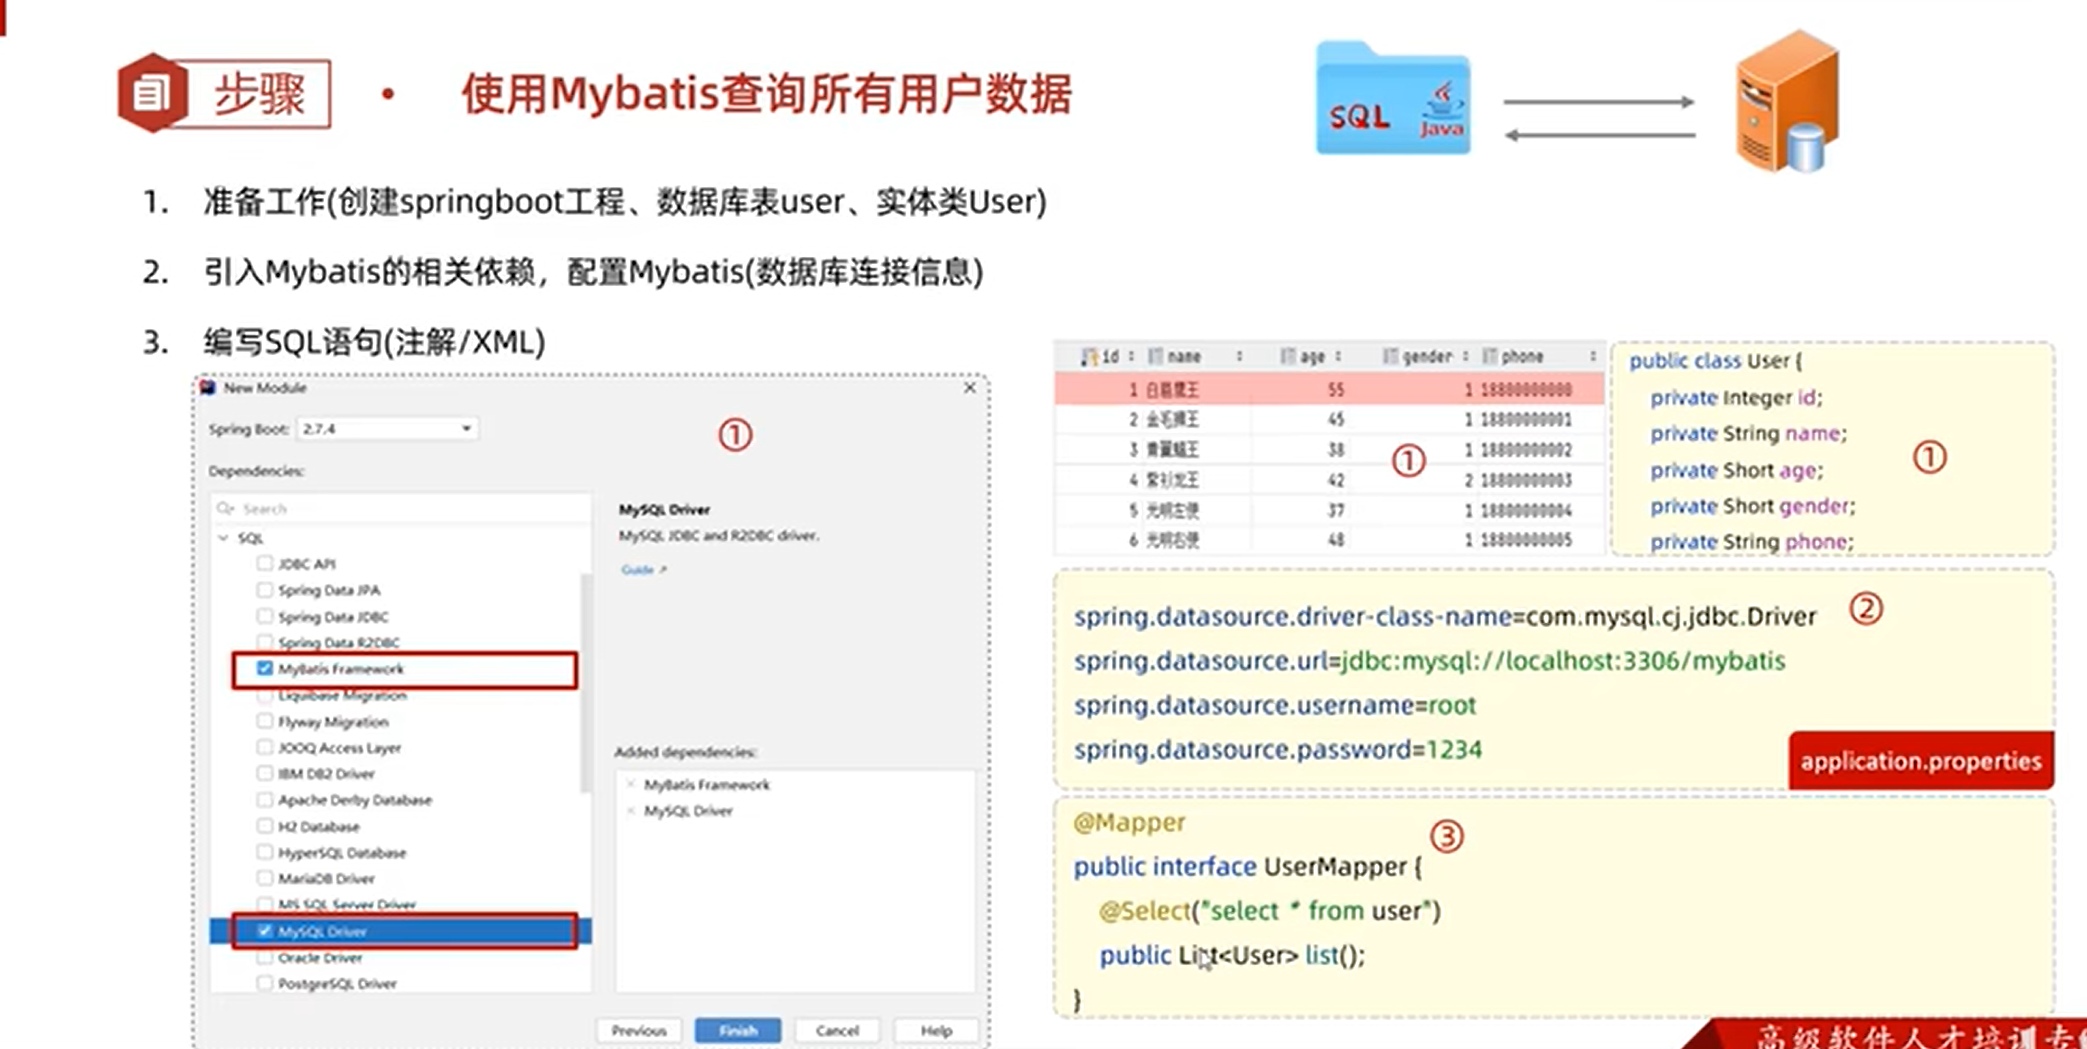 步骤
• 使用Mybatis查询所有用户数据
SQL Java
1. 准备工作(创建springboot工程、数据库表user、实体类User)
2. 引入Mybatis的相关依赖，配置Mybatis(数据库连接信息)
3. 编写SQL语句(注解/XML)
New Module
Spring Boot: 2.7.4
①
Dependencies:
Search
SQL
JDBC API
Spring Data JPA
Spring Data JDBC
Spring Data R2DBC
MyBatis Framework
Liquibase Migration
Flyway Migration
JOOQ Access Layer
IBM DB2 Driver
Apache Derby Database
H2 Database
HyperSQL Database
MariaDB Driver
MS SQL Server Driver
MySQL Driver
Oracle Driver
PostgreSQL Driver
MySQL Driver
MySQL JDBC and R2DBC driver.
Guide ↗
Added dependencies:
MyBatis Framework
MySQL Driver
Previous Finish Cancel Help
id name age gender phone
1 白眉鹰王 55 1 18800000000
2 金毛狮王 45 1 18800000001
3 青翼蝠王 38 1 18800000002
4 紫衫龙王 42 2 18800000003
5 光明左使 37 1 18800000004
6 光明右使 48 1 18800000005
①
public class User {
private Integer id;
private String name;
private Short age;
private Short gender;
private String phone;
①
spring.datasource.driver-class-name=com.mysql.cj.jdbc.Driver
②
spring.datasource.url=jdbc:mysql://localhost:3306/mybatis
spring.datasource.username=root
spring.datasource.password=1234
application.properties
@Mapper
③
public interface UserMapper {
@Select("select * from user")
public List<User> list();
}
高级软件人才培训专